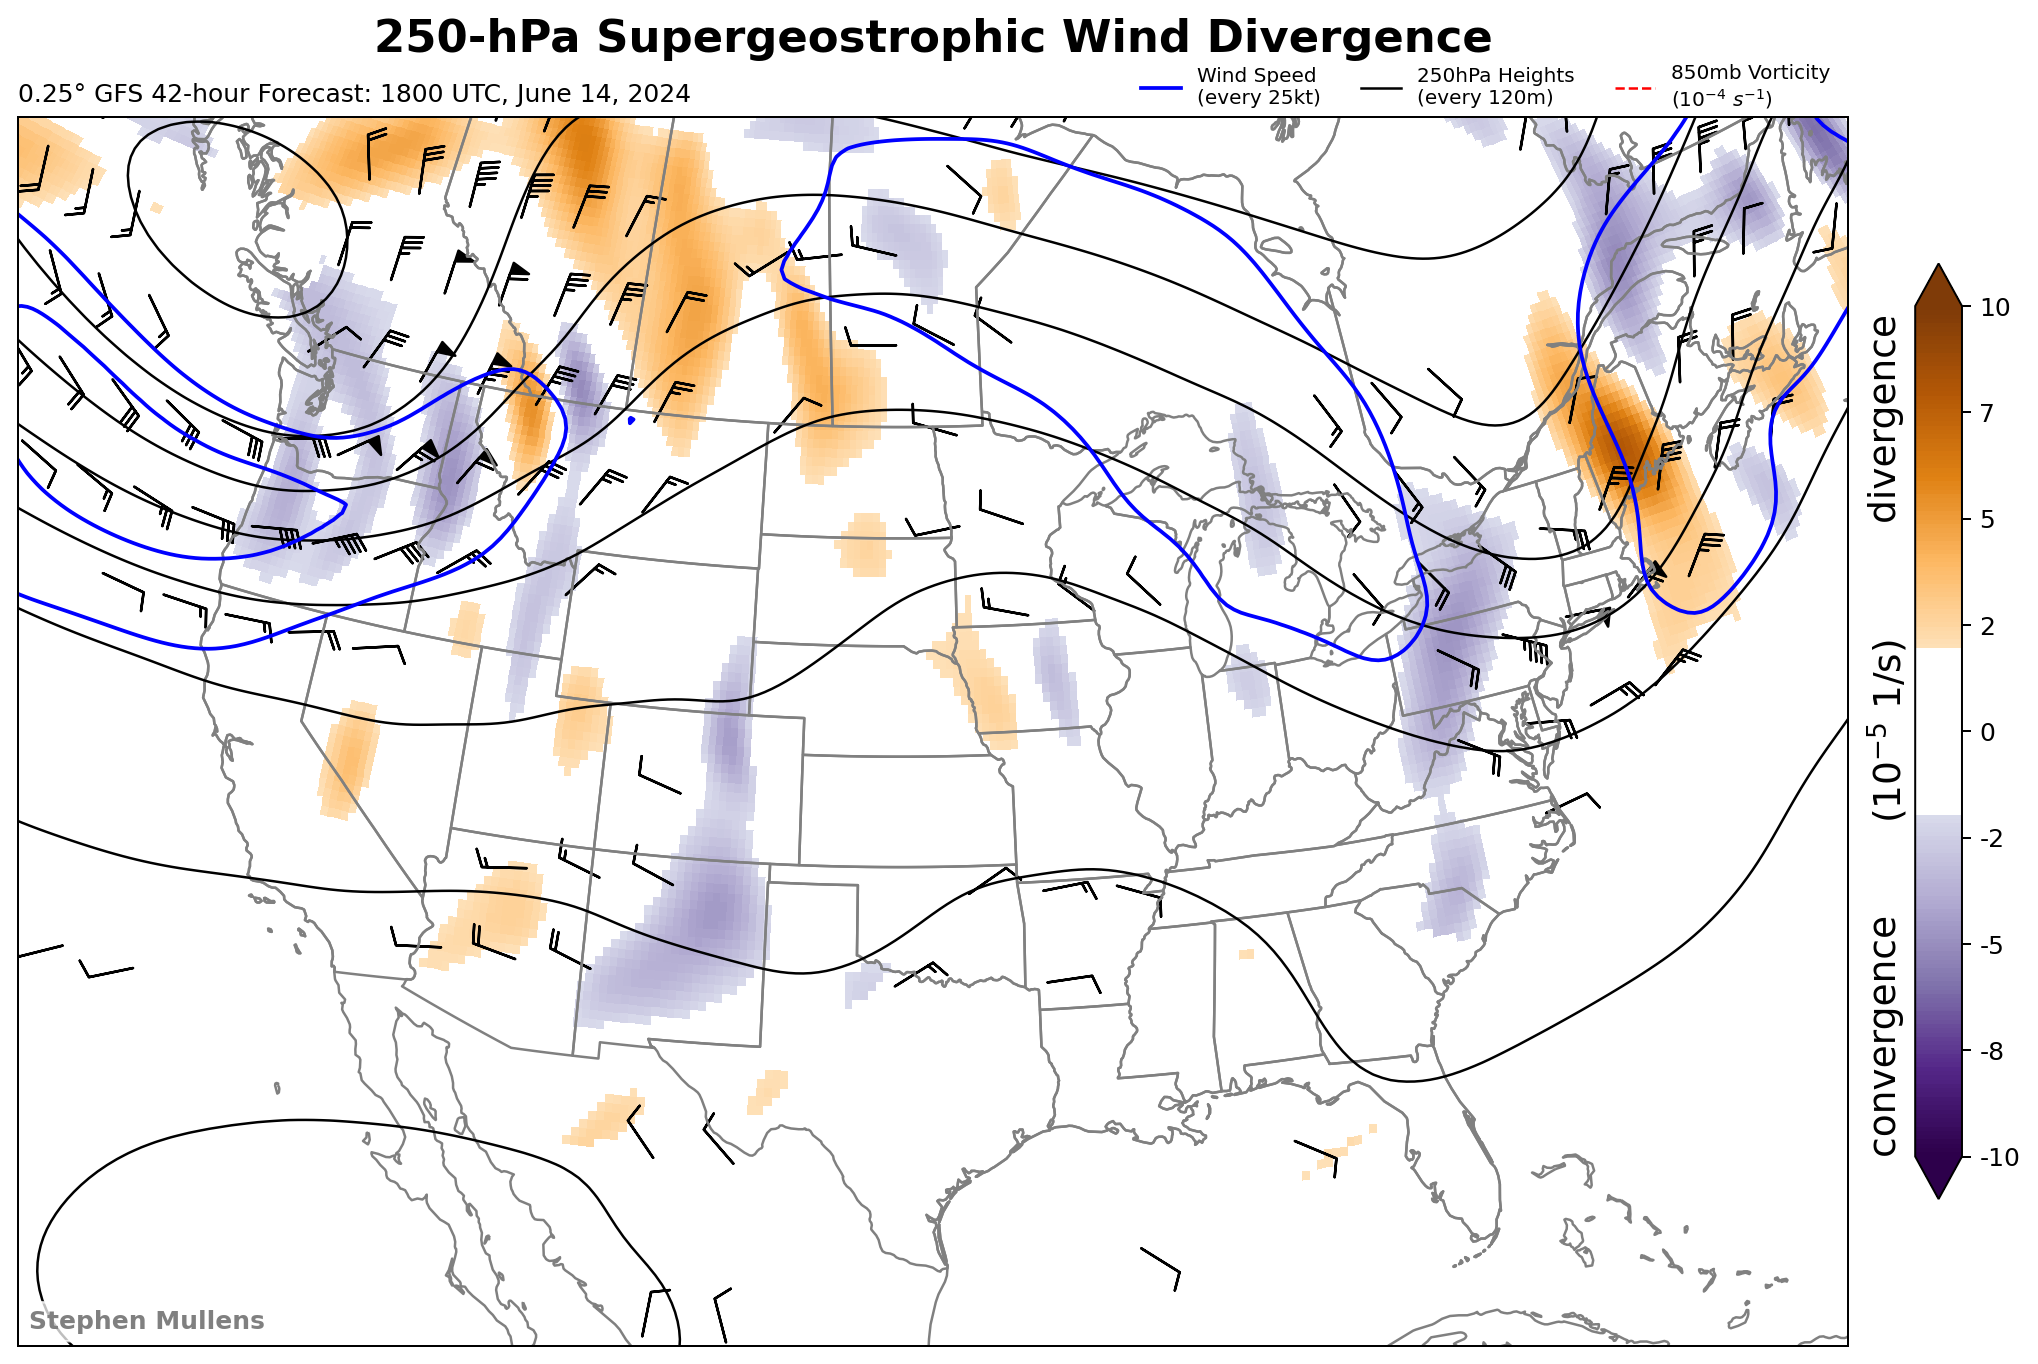 250-hPa Supergeostrophic Wind Divergence
0.25° GFS 42-hour Forecast: 1800 UTC, June 14, 2024
Wind Speed
(every 25kt)
250hPa Heights
(every 120m)
850mb Vorticity
(10⁻⁴ s⁻¹)
10
7
5
2
0
-2
-5
-8
-10
convergence (10⁻⁵ 1/s) divergence
Stephen Mullens